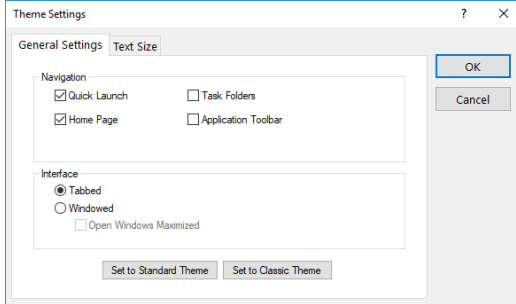 Theme Settings
General Settings
Text Size
OK
Cancel
Navigation
Quick Launch
Task Folders
Home Page
Application Toolbar
Interface
Tabbed
Windowed
Open Windows Maximized
Set to Standard Theme
Set to Classic Theme